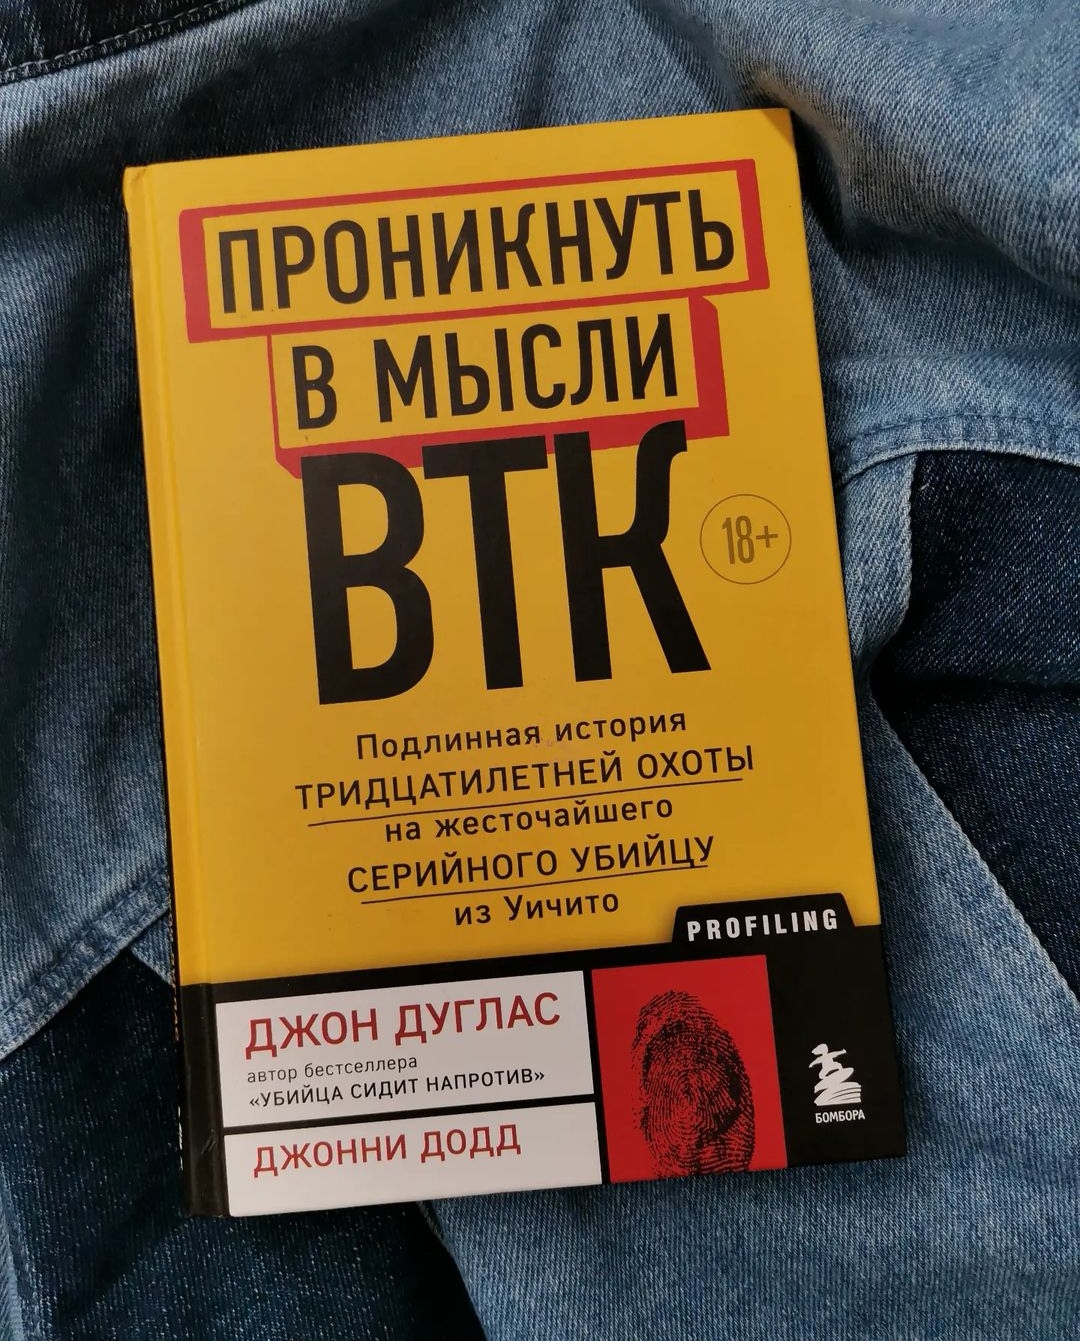 ПРОНИКНУТЬ
В МЫСЛИ
BTK
18+
Подлинная история
ТРИДЦАТИЛЕТНЕЙ ОХОТЫ
на жесточайшего
СЕРИЙНОГО УБИЙЦУ
из Уичито
PROFILING
ДЖОН ДУГЛАС
автор бестселлера
«УБИЙЦА СИДИТ НАПРОТИВ»
ДЖОННИ ДОДД
БОМБОРА